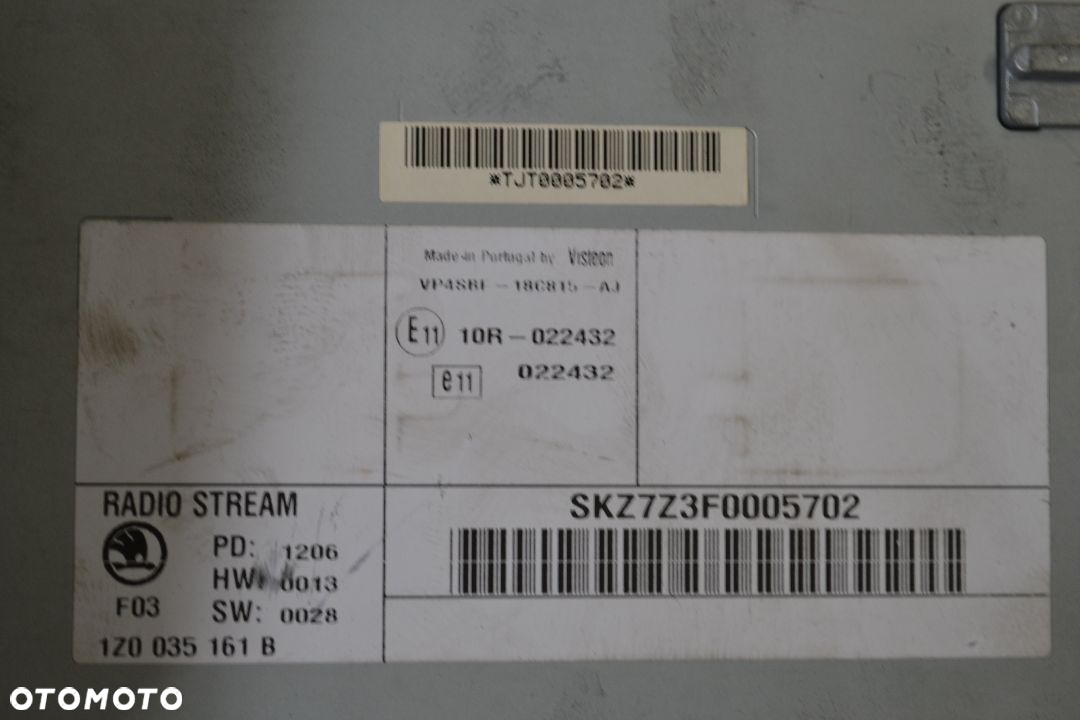 *TJT0005702*
Made in Portugal by Visteon
18C815-AJ
E11 10R-022432
e11 022432
RADIO STREAM
SKZ7Z3F0005702
PD: 1206
HW: 0013
F03
SW: 0028
1Z0 035 161 B
OTOMOTO